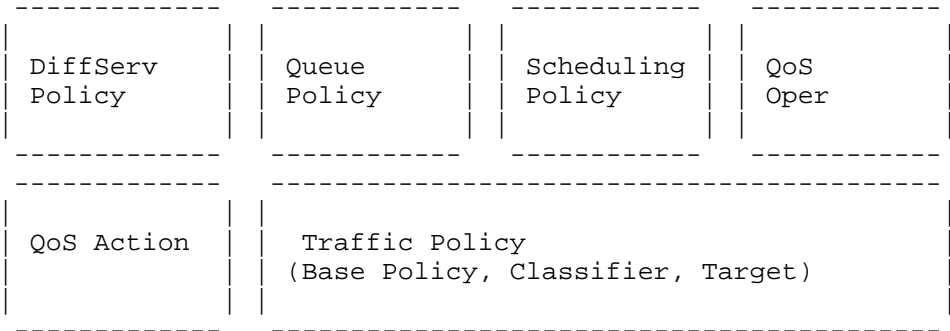 DiffServ Queue Scheduling QoS
Policy Policy Policy Oper
QoS Action Traffic Policy
(Base Policy, Classifier, Target)